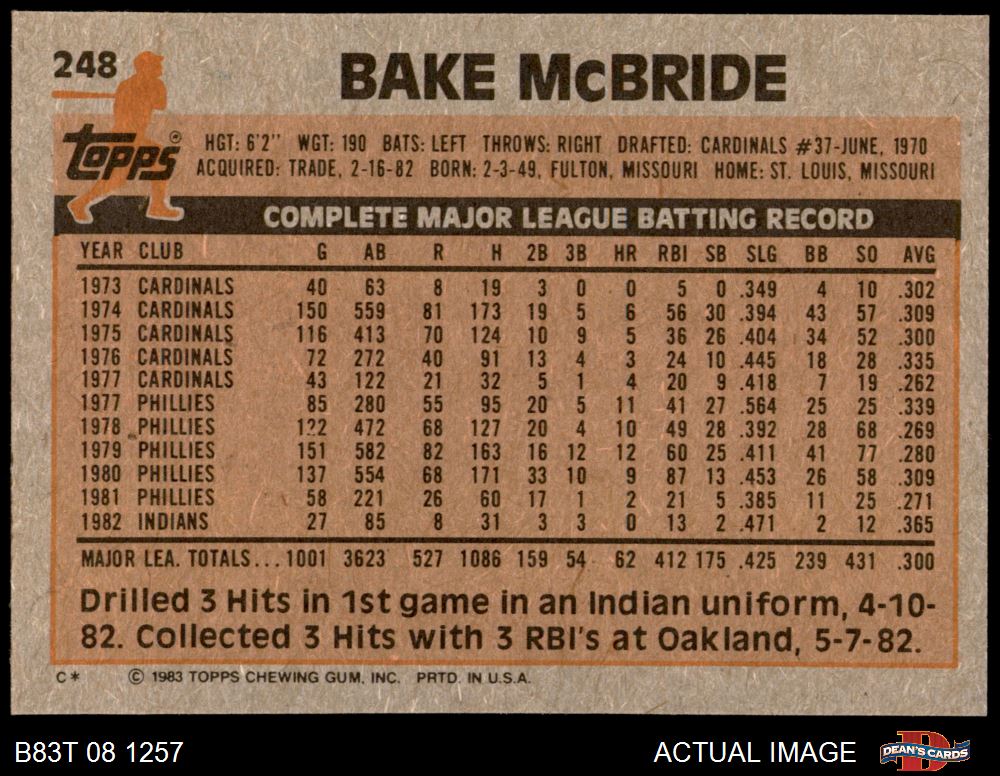 248 BAKE McBRIDE
Topps ® HGT: 6'2" WGT: 190 BATS: LEFT THROWS: RIGHT DRAFTED: CARDINALS #37-JUNE, 1970
ACQUIRED: TRADE, 2-16-82 BORN: 2-3-49, FULTON, MISSOURI HOME: ST. LOUIS, MISSOURI
COMPLETE MAJOR LEAGUE BATTING RECORD
YEAR CLUB G AB R H 2B 3B HR RBI SB SLG BB SO AVG
1973 CARDINALS 40 63 8 19 3 0 0 5 0 .349 4 10 .302
1974 CARDINALS 150 559 81 173 19 5 6 56 30 .394 43 57 .309
1975 CARDINALS 116 413 70 124 10 9 5 36 26 .404 34 52 .300
1976 CARDINALS 72 272 40 91 13 4 3 24 10 .445 18 28 .335
1977 CARDINALS 43 122 21 32 5 1 4 20 9 .418 7 19 .262
1977 PHILLIES 85 280 55 95 20 5 11 41 27 .564 25 25 .339
1978 PHILLIES 122 472 68 127 20 4 10 49 28 .392 28 68 .269
1979 PHILLIES 151 582 82 163 16 12 12 60 25 .411 41 77 .280
1980 PHILLIES 137 554 68 171 33 10 9 87 13 .453 26 58 .309
1981 PHILLIES 58 221 26 60 17 1 2 21 5 .385 11 25 .271
1982 INDIANS 27 85 8 31 3 3 0 13 2 .471 2 12 .365
MAJOR LEA. TOTALS... 1001 3623 527 1086 159 54 62 412 175 .425 239 431 .300
Drilled 3 Hits in 1st game in an Indian uniform, 4-10-
82. Collected 3 Hits with 3 RBI's at Oakland, 5-7-82.
C* © 1983 TOPPS CHEWING GUM, INC. PRTD. IN U.S.A.
B83T 08 1257 ACTUAL IMAGE DEAN'S CARDS